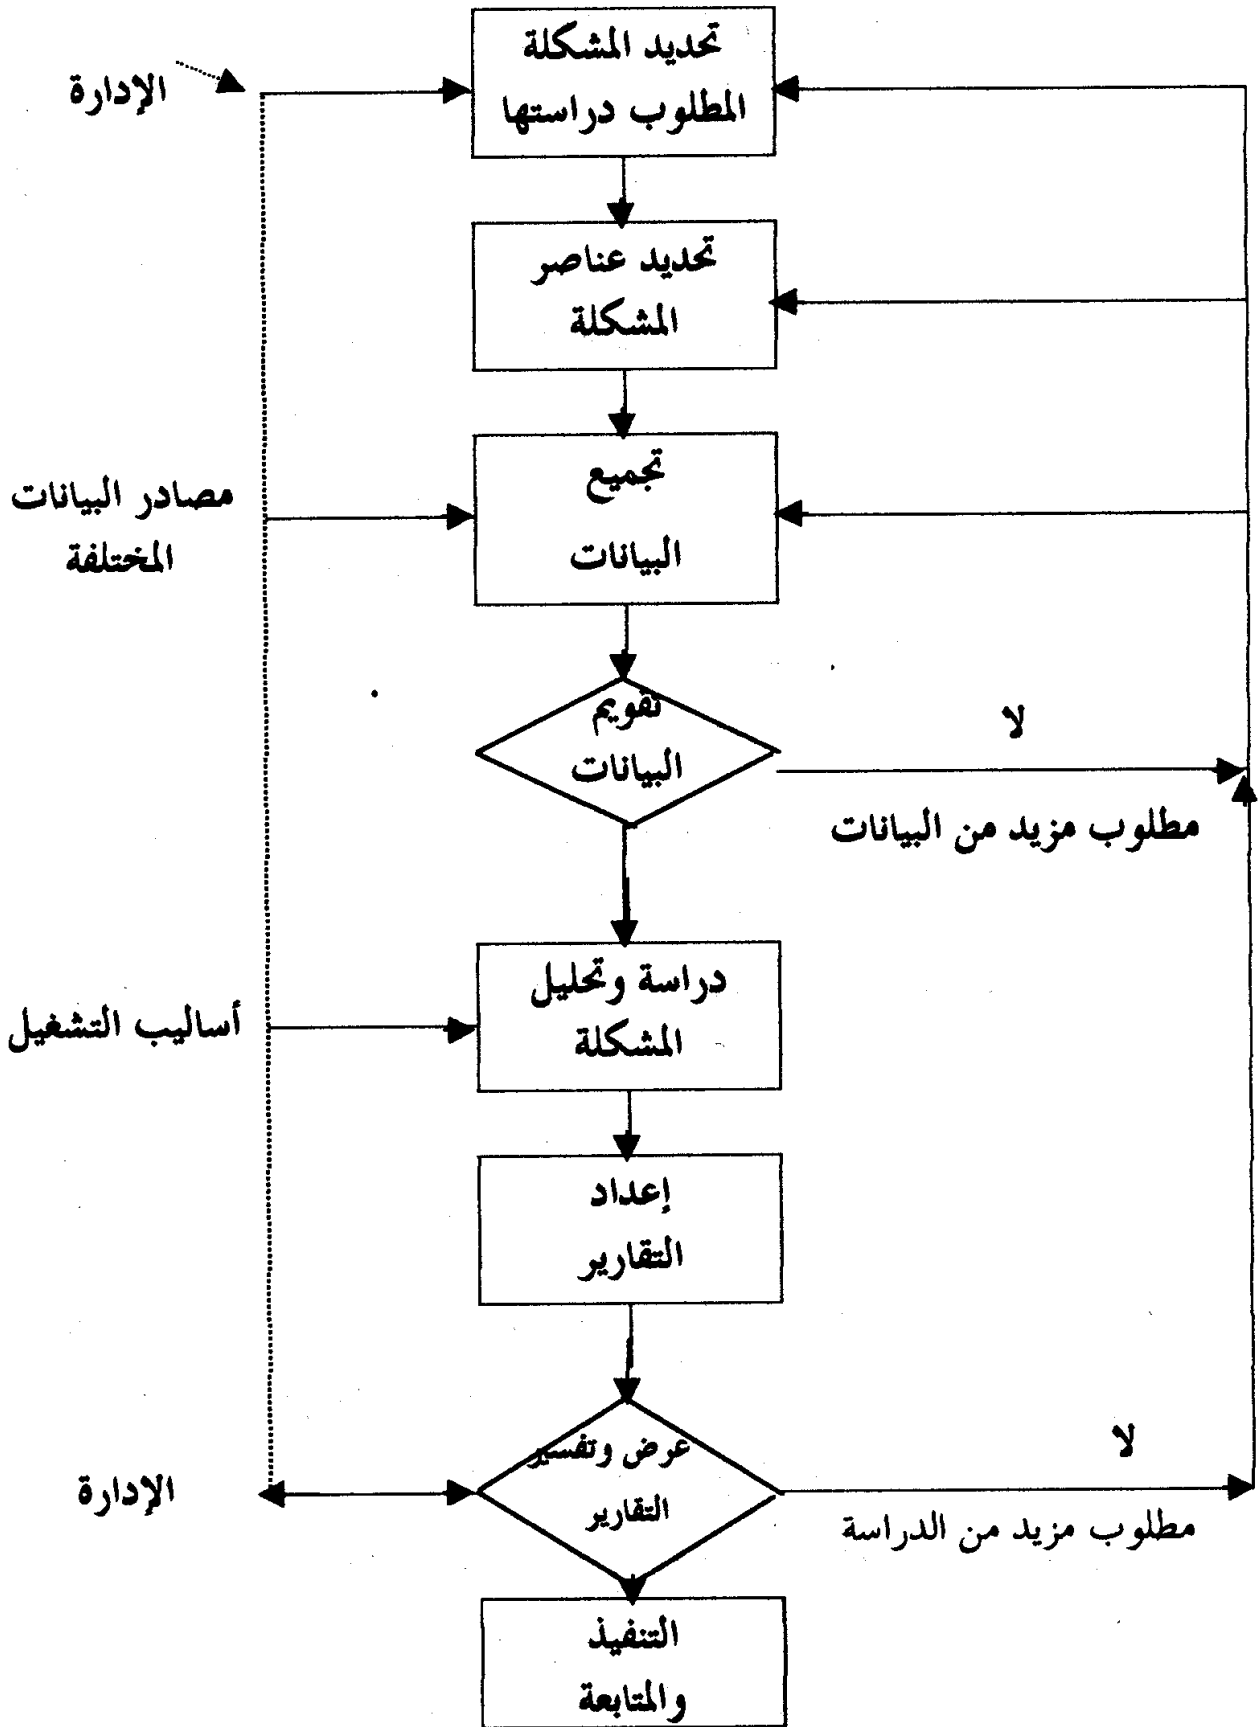 تحديد المشكلة
المطلوب دراستها
الإدارة
تحديد عناصر
المشكلة
تجميع
البيانات
مصادر البيانات
المختلفة
تقويم
البيانات
لا
مطلوب مزيد من البيانات
دراسة وتحليل
المشكلة
أساليب التشغيل
إعداد
التقارير
عرض وتفسير
التقارير
لا
مطلوب مزيد من الدراسة
الإدارة
التنفيذ
والمتابعة